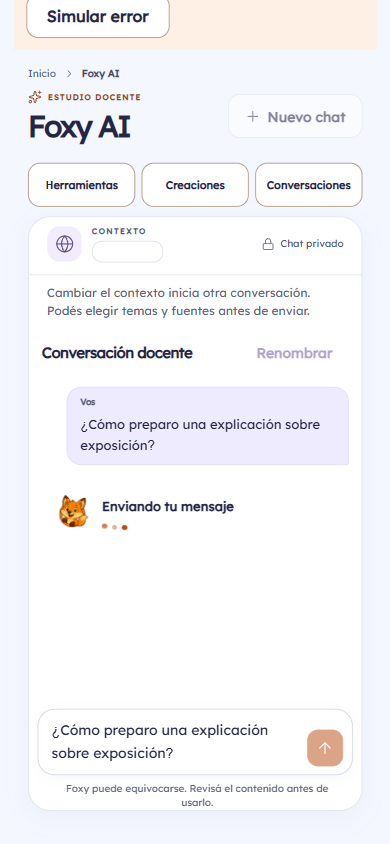 Simular error
Inicio > Foxy AI
ESTUDIO DOCENTE
Foxy AI
+ Nuevo chat
Herramientas
Creaciones
Conversaciones
CONTEXTO
Chat privado
Cambiar el contexto inicia otra conversación.
Podés elegir temas y fuentes antes de enviar.
Conversación docente
Renombrar
Vos
¿Cómo preparo una explicación sobre
exposición?
Enviando tu mensaje
¿Cómo preparo una explicación
sobre exposición?
Foxy puede equivocarse. Revisá el contenido antes de
usarlo.